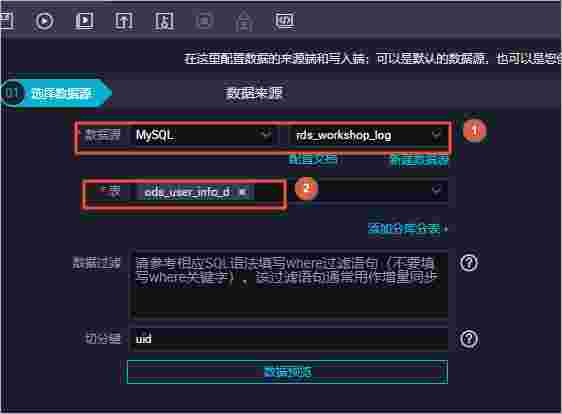 在这里配置数据的来源端和写入端；可以是默认的数据源，也可以是您创
01 选择数据源 数据来源
* 数据源 MySQL rds_workshop_log 1
配置文档 新建数据源
* 表 ods_user_info_d × 2
添加分库分表 +
数据过滤 请参考相应SQL语法填写where过滤语句（不要填
写where关键字）。该过滤语句通常用作增量同步 ?
切分键 uid ?
数据预览